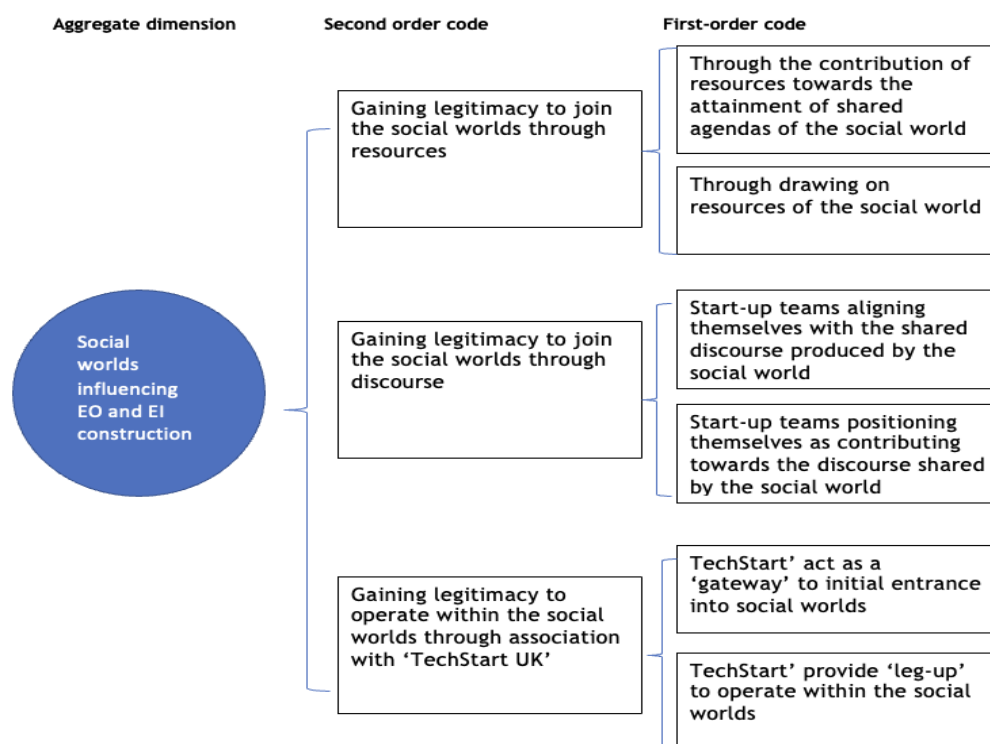 Aggregate dimension
Second order code
First-order code
Social
worlds
influencing
EO and EI
construction
Gaining legitimacy to join
the social worlds through
resources
Through the contribution of
resources towards the
attainment of shared
agendas of the social world
Through drawing on
resources of the social world
Gaining legitimacy to join
the social worlds through
discourse
Start-up teams aligning
themselves with the shared
discourse produced by the
social world
Start-up teams positioning
themselves as contributing
towards the discourse shared
by the social world
Gaining legitimacy to
operate within the social
worlds through association
with ‘TechStart UK’
TechStart’ act as a
‘gateway’ to initial entrance
into social worlds
TechStart’ provide ‘leg-up’
to operate within the social
worlds